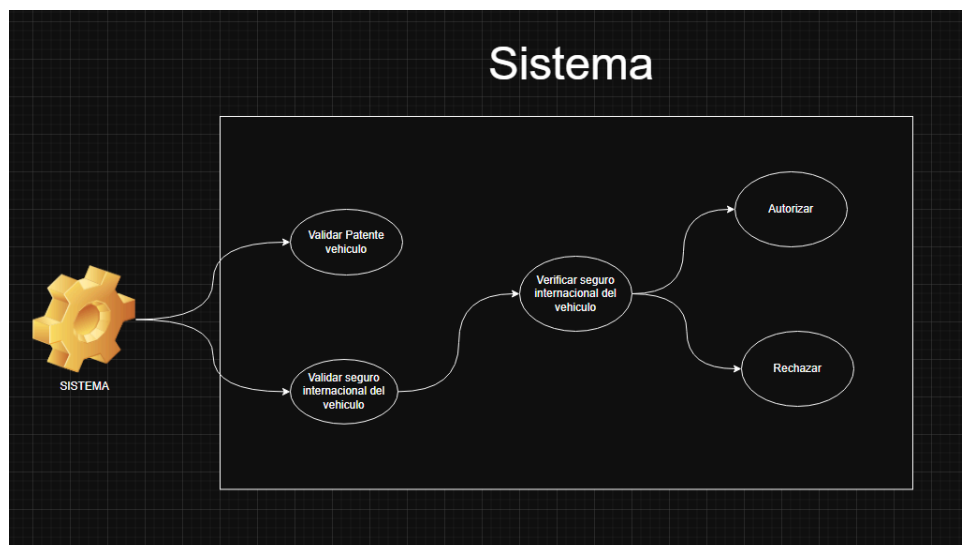 Sistema
Validar Patente
vehiculo
Autorizar
Verificar seguro
internacional del
vehiculo
SISTEMA
Validar seguro
internacional del
vehiculo
Rechazar